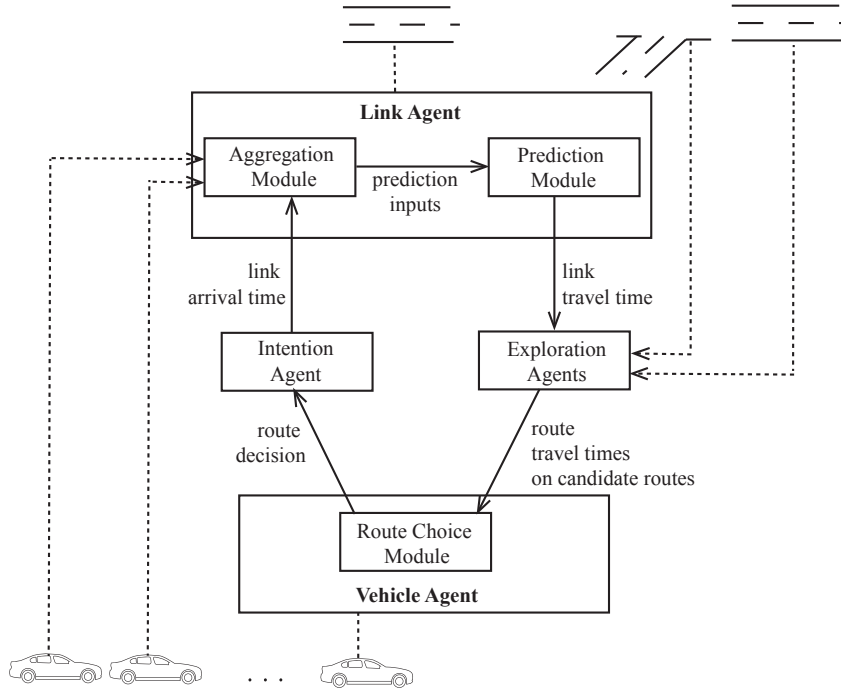 Link Agent
Aggregation
Module
prediction
inputs
Prediction
Module
link
arrival time
link
travel time
Intention
Agent
Exploration
Agents
route
decision
route
travel times
on candidate routes
Route Choice
Module
Vehicle Agent
. . .